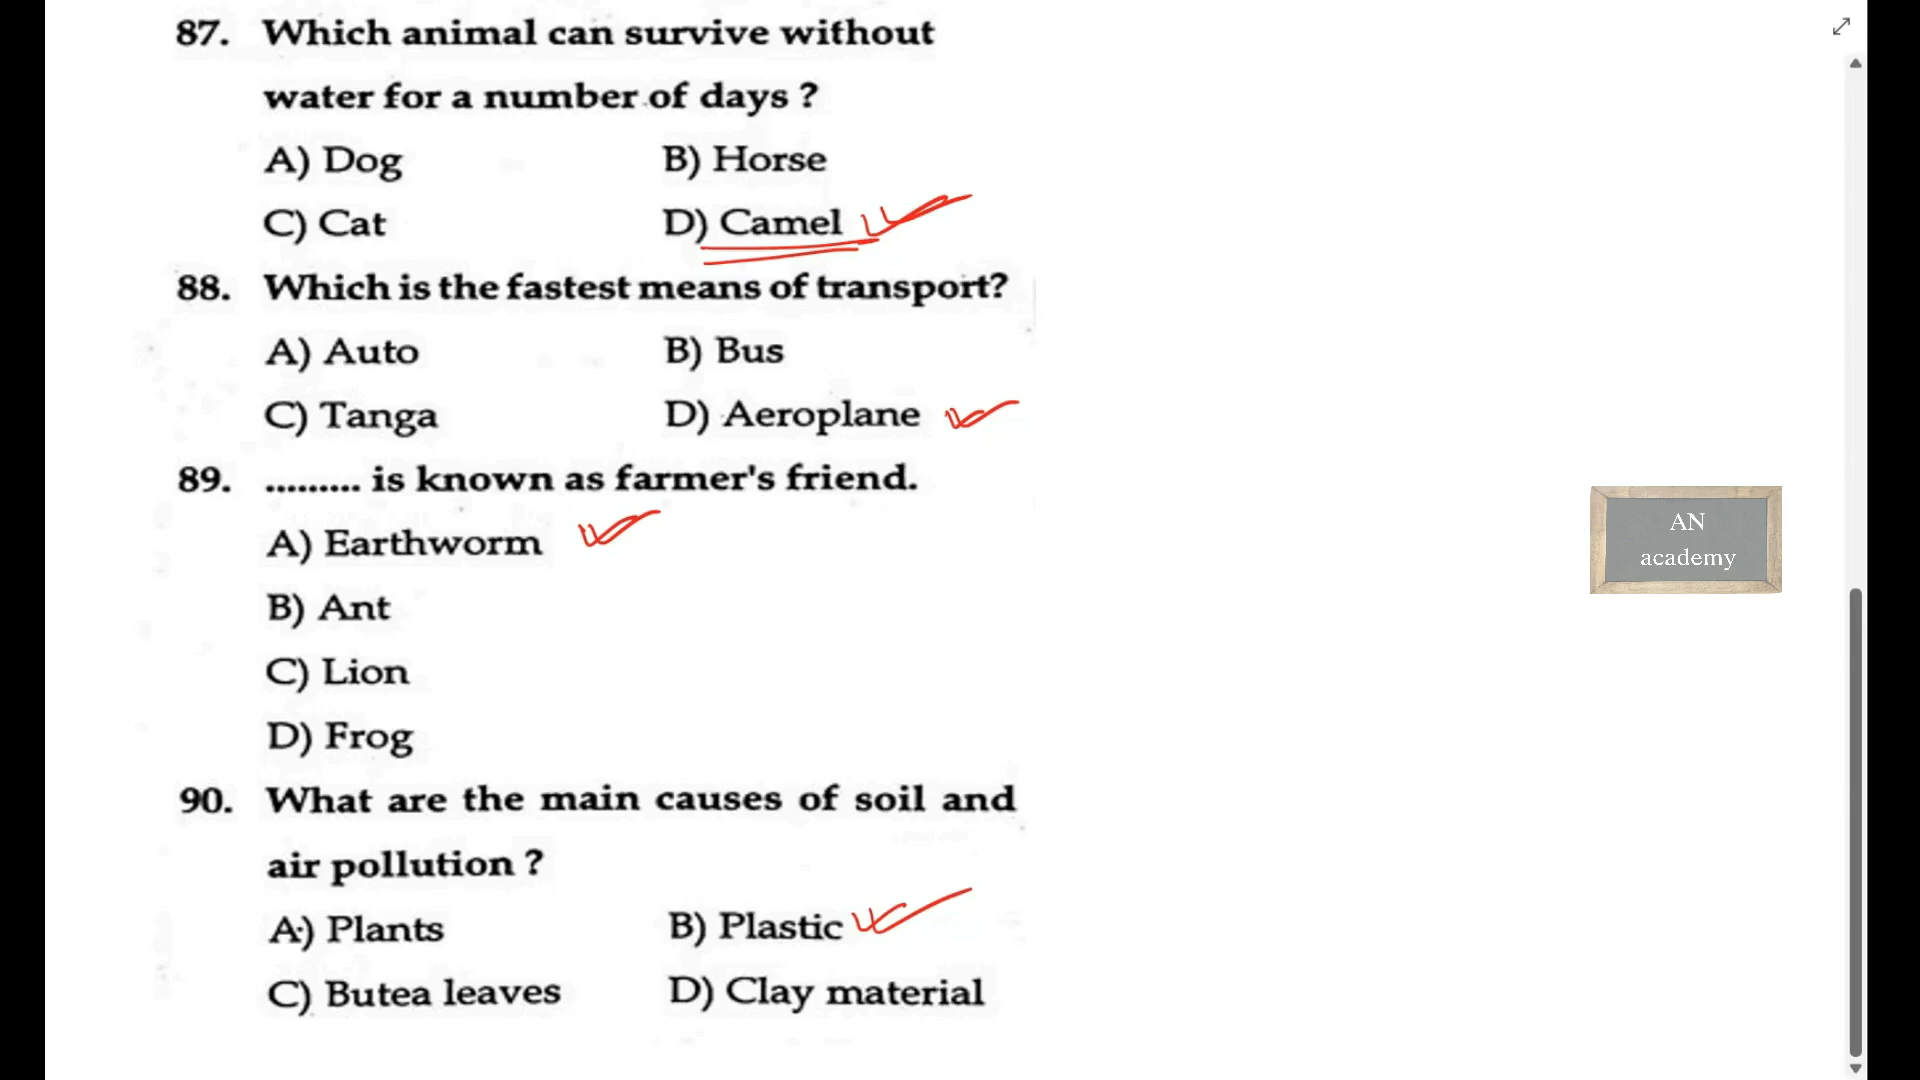 87. Which animal can survive without
water for a number of days ?
A) Dog B) Horse
C) Cat D) Camel
88. Which is the fastest means of transport?
A) Auto B) Bus
C) Tanga D) Aeroplane
89. ......... is known as farmer's friend.
A) Earthworm
B) Ant
C) Lion
D) Frog
90. What are the main causes of soil and
air pollution ?
A) Plants B) Plastic
C) Butea leaves D) Clay material
AN
academy